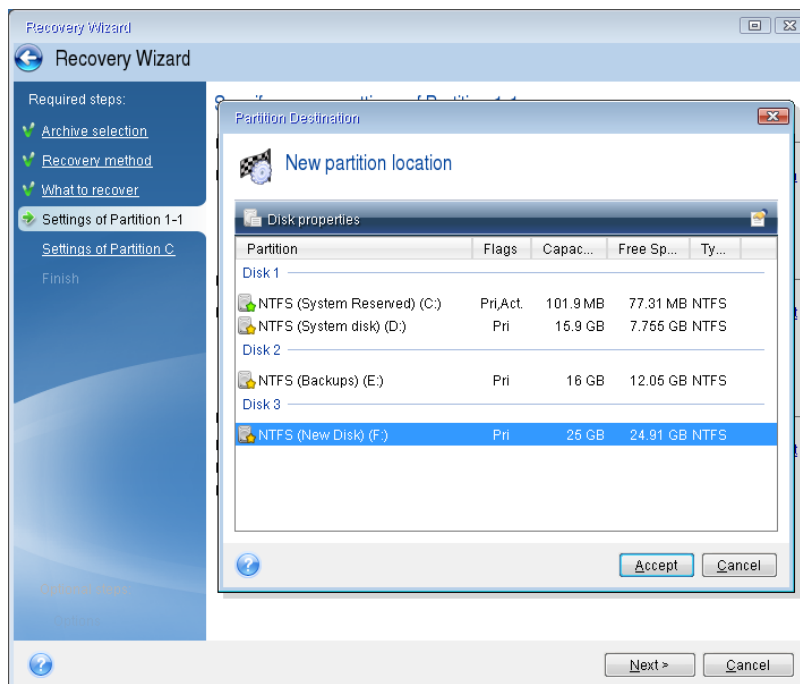 Recovery Wizard
Recovery Wizard
Required steps:
Archive selection
Recovery method
What to recover
Settings of Partition 1-1
Settings of Partition C
Finish
Partition Destination
New partition location
Disk properties
Partition Flags Capac... Free Sp... Ty...
Disk 1
NTFS (System Reserved) (C:) Pri,Act. 101.9 MB 77.31 MB NTFS
NTFS (System disk) (D:) Pri 15.9 GB 7.755 GB NTFS
Disk 2
NTFS (Backups) (E:) Pri 16 GB 12.05 GB NTFS
Disk 3
NTFS (New Disk) (F:) Pri 25 GB 24.91 GB NTFS
Accept Cancel
Next > Cancel